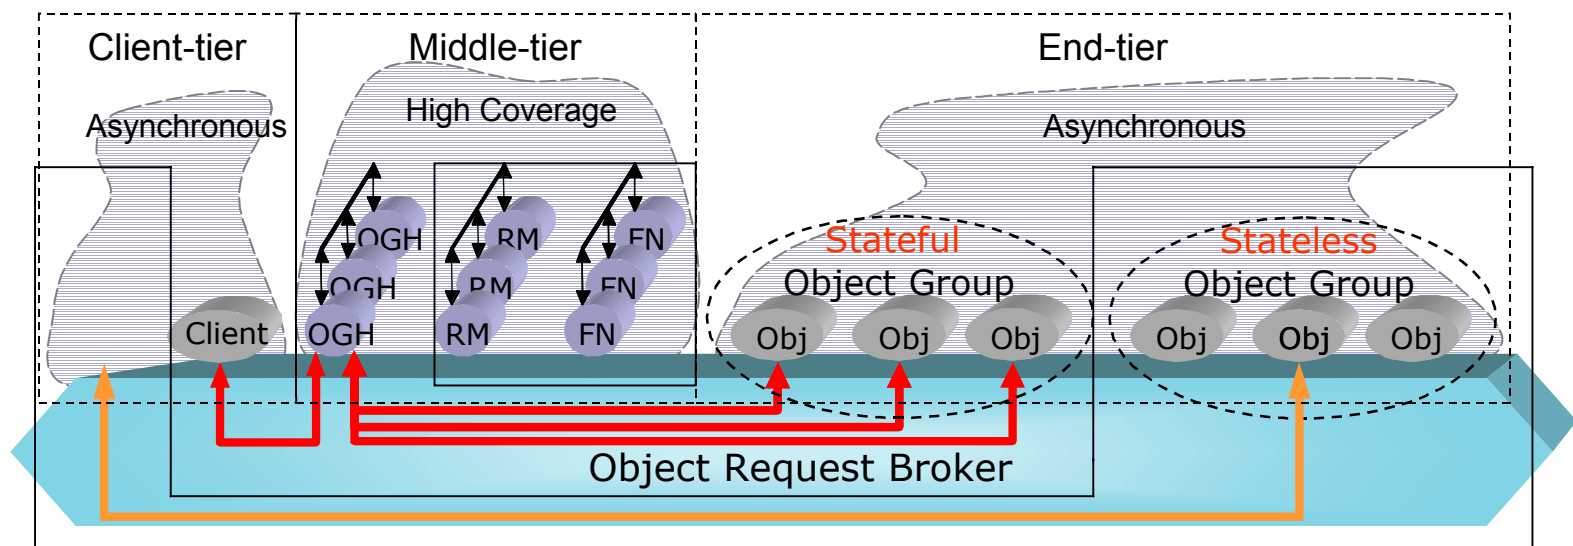 Client-tier
Middle-tier
End-tier
Asynchronous
High Coverage
Asynchronous
OGH
RM
FN
OGH
RM
FN
OGH
RM
FN
Client
Stateful
Object Group
Obj
Obj
Obj
Stateless
Object Group
Obj
Obj
Obj
Object Request Broker